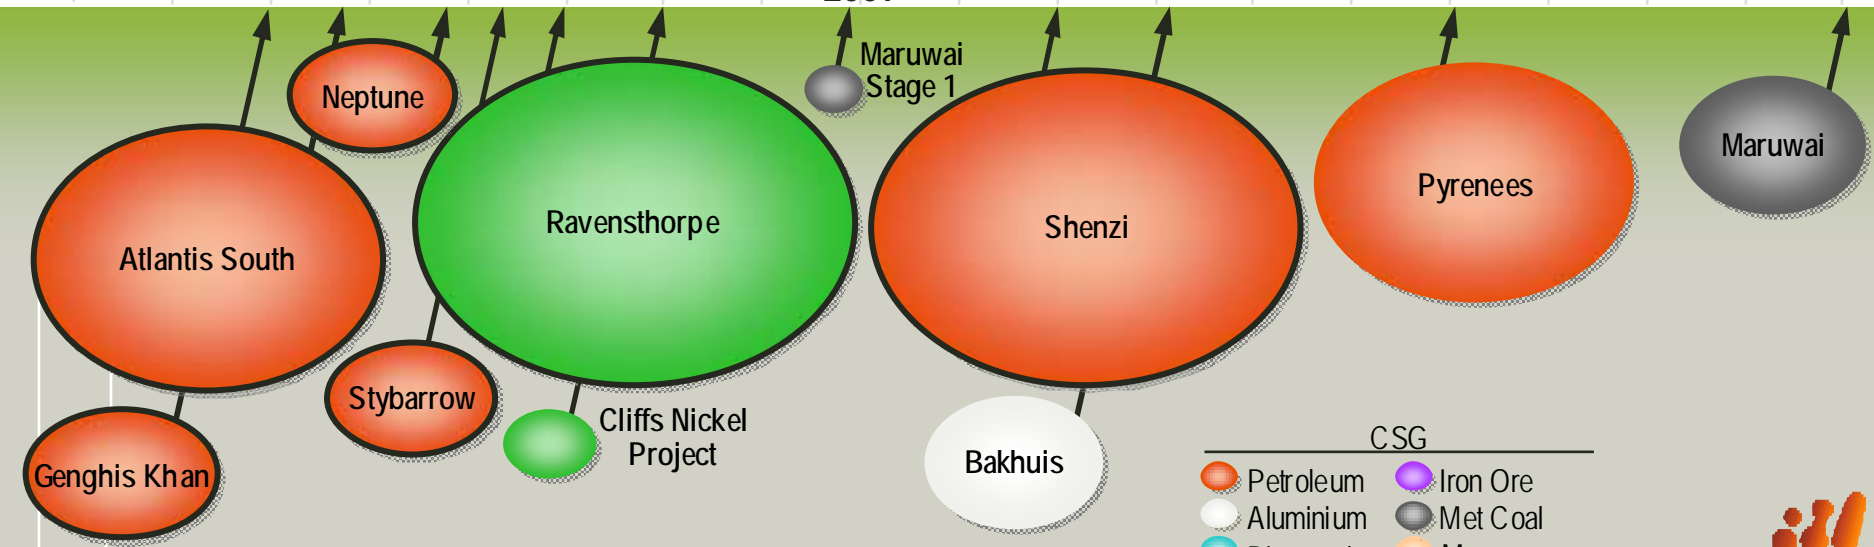 Neptune
Maruwai
Stage 1
Maruwai
Pyrenees
Ravensthorpe
Shenzi
Atlantis South
Stybarrow
Cliffs Nickel
Project
Genghis Khan
Bakhuis
CSG
Petroleum
Iron Ore
Aluminium
Met Coal